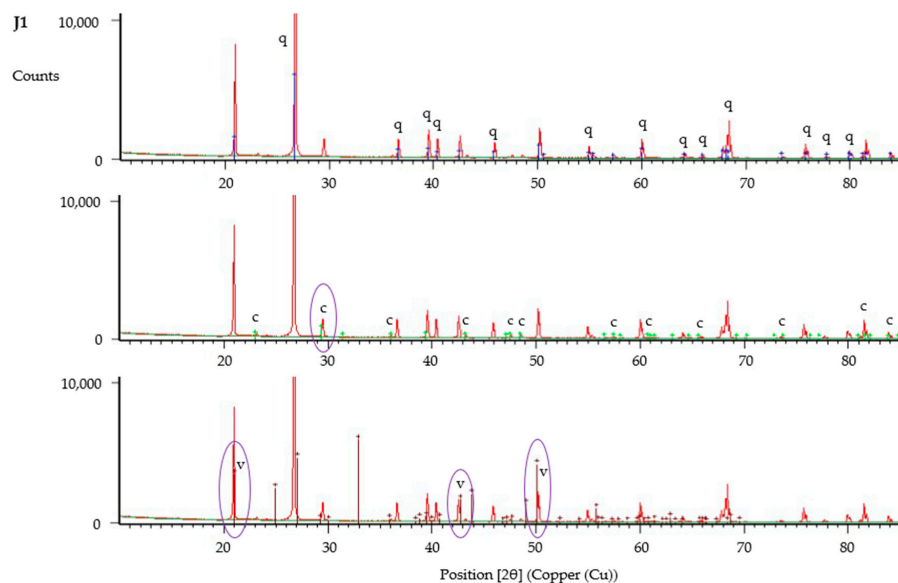 J1
10,000
Counts
0
q
q q q q q q q q q q q q
20 30 40 50 60 70 80
10,000
0
c c c c c c c c c c c
20 30 40 50 60 70 80
10,000
0
v v v
20 30 40 50 60 70 80
Position [2θ] (Copper (Cu))